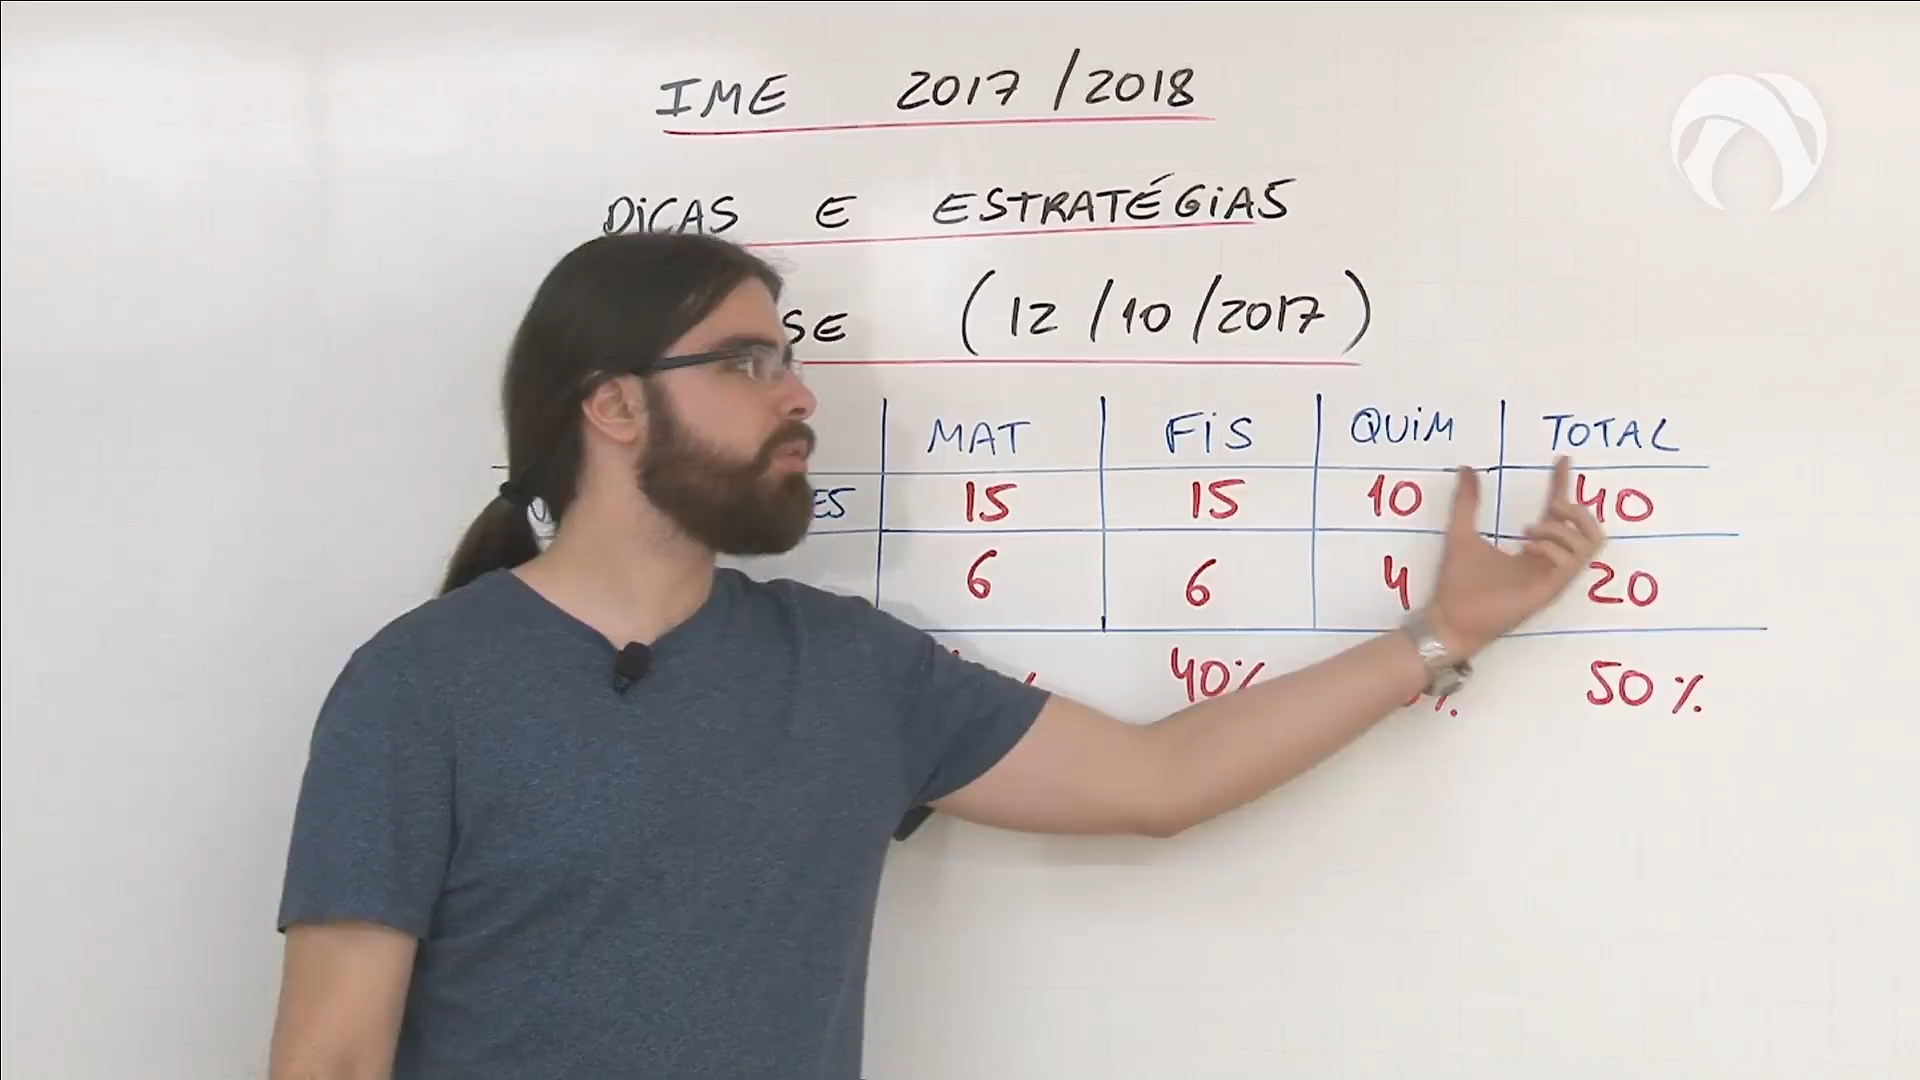 IME 2017/2018
DICAS E ESTRATÉGIAS
(12/10/2017)
MAT FIS QUIM TOTAL
15 15 10 40
6 6 4 20
40% 50%